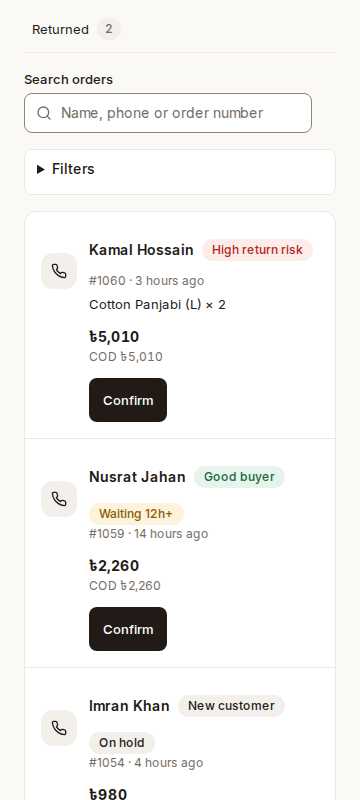 Returned 2
Search orders
Name, phone or order number
Filters
Kamal Hossain High return risk
#1060 · 3 hours ago
Cotton Panjabi (L) × 2
৳5,010
COD ৳5,010
Confirm
Nusrat Jahan Good buyer
Waiting 12h+
#1059 · 14 hours ago
৳2,260
COD ৳2,260
Confirm
Imran Khan New customer
On hold
#1054 · 4 hours ago
৳980